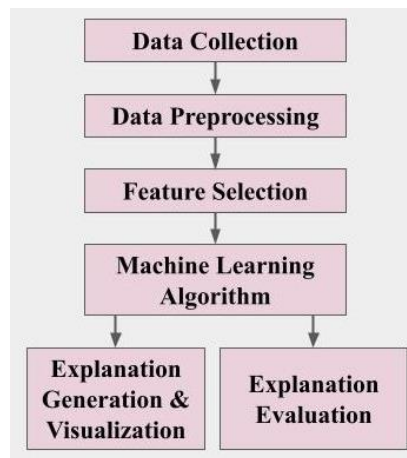 Data Collection
Data Preprocessing
Feature Selection
Machine Learning
Algorithm
Explanation
Generation &
Visualization
Explanation
Evaluation